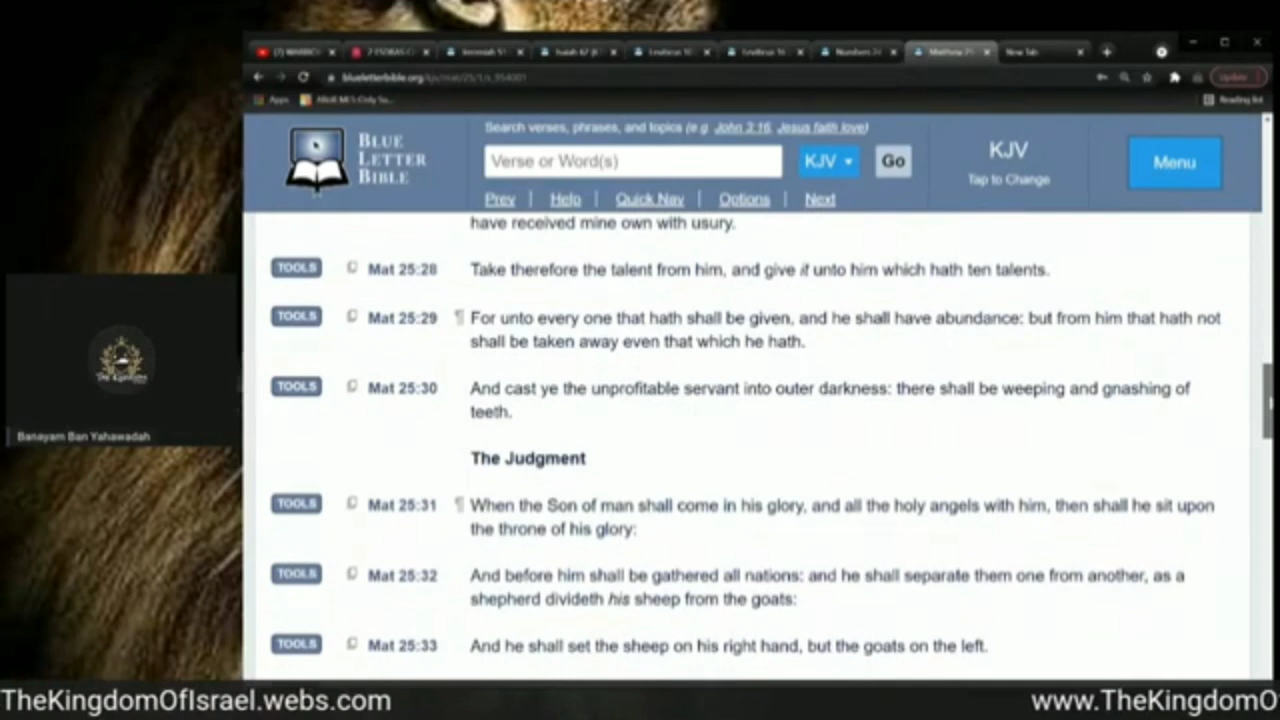 Update
Apps
Reading list
BLUE
LETTER
BIBLE
Search verses, phrases, and topics (e.g. John 3:16, Jesus faith love)
Verse or Word(s)
KJV
Go
KJV
Tap to Change
Menu
Prev | Help | Quick Nav | Options | Next
have received mine own with usury.
TOOLS Mat 25:28 Take therefore the talent from him, and give it unto him which hath ten talents.
TOOLS Mat 25:29 ¶ For unto every one that hath shall be given, and he shall have abundance: but from him that hath not
shall be taken away even that which he hath.
TOOLS Mat 25:30 And cast ye the unprofitable servant into outer darkness: there shall be weeping and gnashing of
teeth.
The Judgment
TOOLS Mat 25:31 ¶ When the Son of man shall come in his glory, and all the holy angels with him, then shall he sit upon
the throne of his glory:
TOOLS Mat 25:32 And before him shall be gathered all nations: and he shall separate them one from another, as a
shepherd divideth his sheep from the goats:
TOOLS Mat 25:33 And he shall set the sheep on his right hand, but the goats on the left.
Banayam Ban Yahawadah
TheKingdomOfIsrael.webs.com
www.TheKingdomO